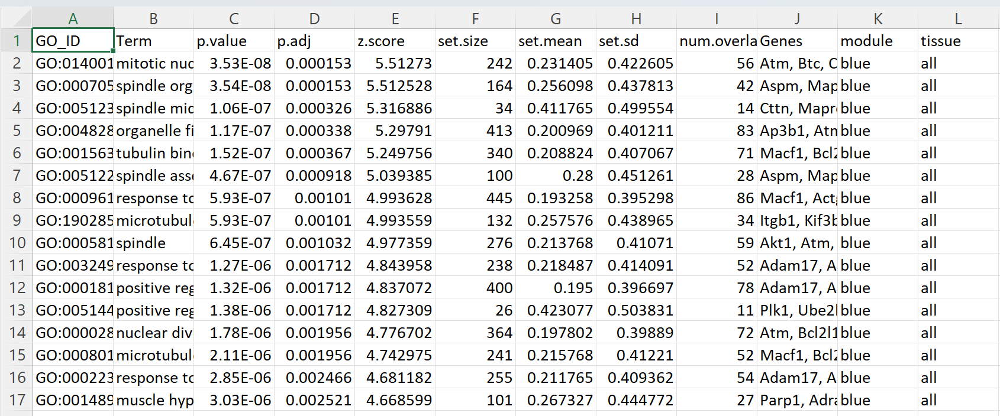 A B C D E F G H I J K L
1 GO_ID Term p.value p.adj z.score set.size set.mean set.sd num.overla Genes module tissue
2 GO:014001 mitotic nuc 3.53E-08 0.000153 5.51273 242 0.231405 0.422605 56 Atm, Btc, C blue all
3 GO:000705 spindle org 3.54E-08 0.000153 5.512528 164 0.256098 0.437813 42 Aspm, Map blue all
4 GO:005123 spindle mid 1.06E-07 0.000326 5.316886 34 0.411765 0.499554 14 Cttn, Mapr blue all
5 GO:004828 organelle fi 1.17E-07 0.000338 5.29791 413 0.200969 0.401211 83 Ap3b1, Atm blue all
6 GO:001563 tubulin bin 1.52E-07 0.000367 5.249756 340 0.208824 0.407067 71 Macf1, Bcl2 blue all
7 GO:005122 spindle asse 4.67E-07 0.000918 5.039385 100 0.28 0.451261 28 Aspm, Map blue all
8 GO:000961 response to 5.93E-07 0.00101 4.993628 445 0.193258 0.395298 86 Macf1, Actg blue all
9 GO:190285 microtubul 5.93E-07 0.00101 4.993559 132 0.257576 0.438965 34 Itgb1, Kif3b blue all
10 GO:000581 spindle 6.45E-07 0.001032 4.977359 276 0.213768 0.41071 59 Akt1, Atm, blue all
11 GO:003249 response to 1.27E-06 0.001712 4.843958 238 0.218487 0.414091 52 Adam17, A blue all
12 GO:000181 positive reg 1.32E-06 0.001712 4.837072 400 0.195 0.396697 78 Adam17, A blue all
13 GO:005144 positive reg 1.38E-06 0.001712 4.827309 26 0.423077 0.503831 11 Plk1, Ube2 blue all
14 GO:000028 nuclear div 1.78E-06 0.001956 4.776702 364 0.197802 0.39889 72 Atm, Bcl2l1 blue all
15 GO:000801 microtubul 2.11E-06 0.001956 4.742975 241 0.215768 0.41221 52 Macf1, Bcl2 blue all
16 GO:000223 response to 2.85E-06 0.002466 4.681182 255 0.211765 0.409362 54 Adam17, A blue all
17 GO:001489 muscle hyp 3.03E-06 0.002521 4.668599 101 0.267327 0.444772 27 Parp1, Adra blue all